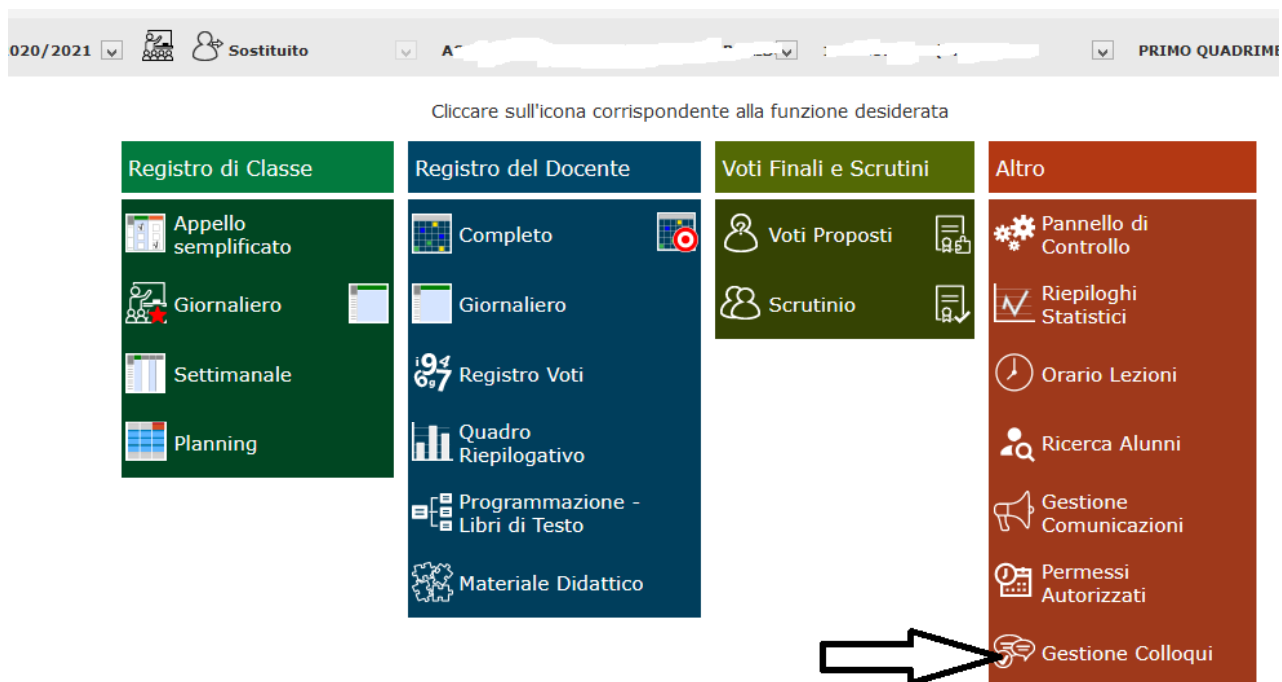 2020/2021 Sostituito PRIMO QUADRIME
Cliccare sull'icona corrispondente alla funzione desiderata
Registro di Classe
Appello
semplificato
Giornaliero
Settimanale
Planning
Registro del Docente
Completo
Giornaliero
Registro Voti
Quadro
Riepilogativo
Programmazione -
Libri di Testo
Materiale Didattico
Voti Finali e Scrutini
Voti Proposti
Scrutinio
Altro
Pannello di
Controllo
Riepiloghi
Statistici
Orario Lezioni
Ricerca Alunni
Gestione
Comunicazioni
Permessi
Autorizzati
Gestione Colloqui